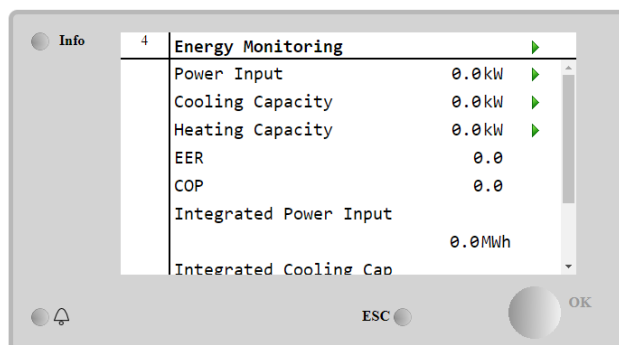 Info
4 Energy Monitoring
Power Input 0.0kW
Cooling Capacity 0.0kW
Heating Capacity 0.0kW
EER 0.0
COP 0.0
Integrated Power Input
0.0MWh
Integrated Cooling Cap
ESC
OK